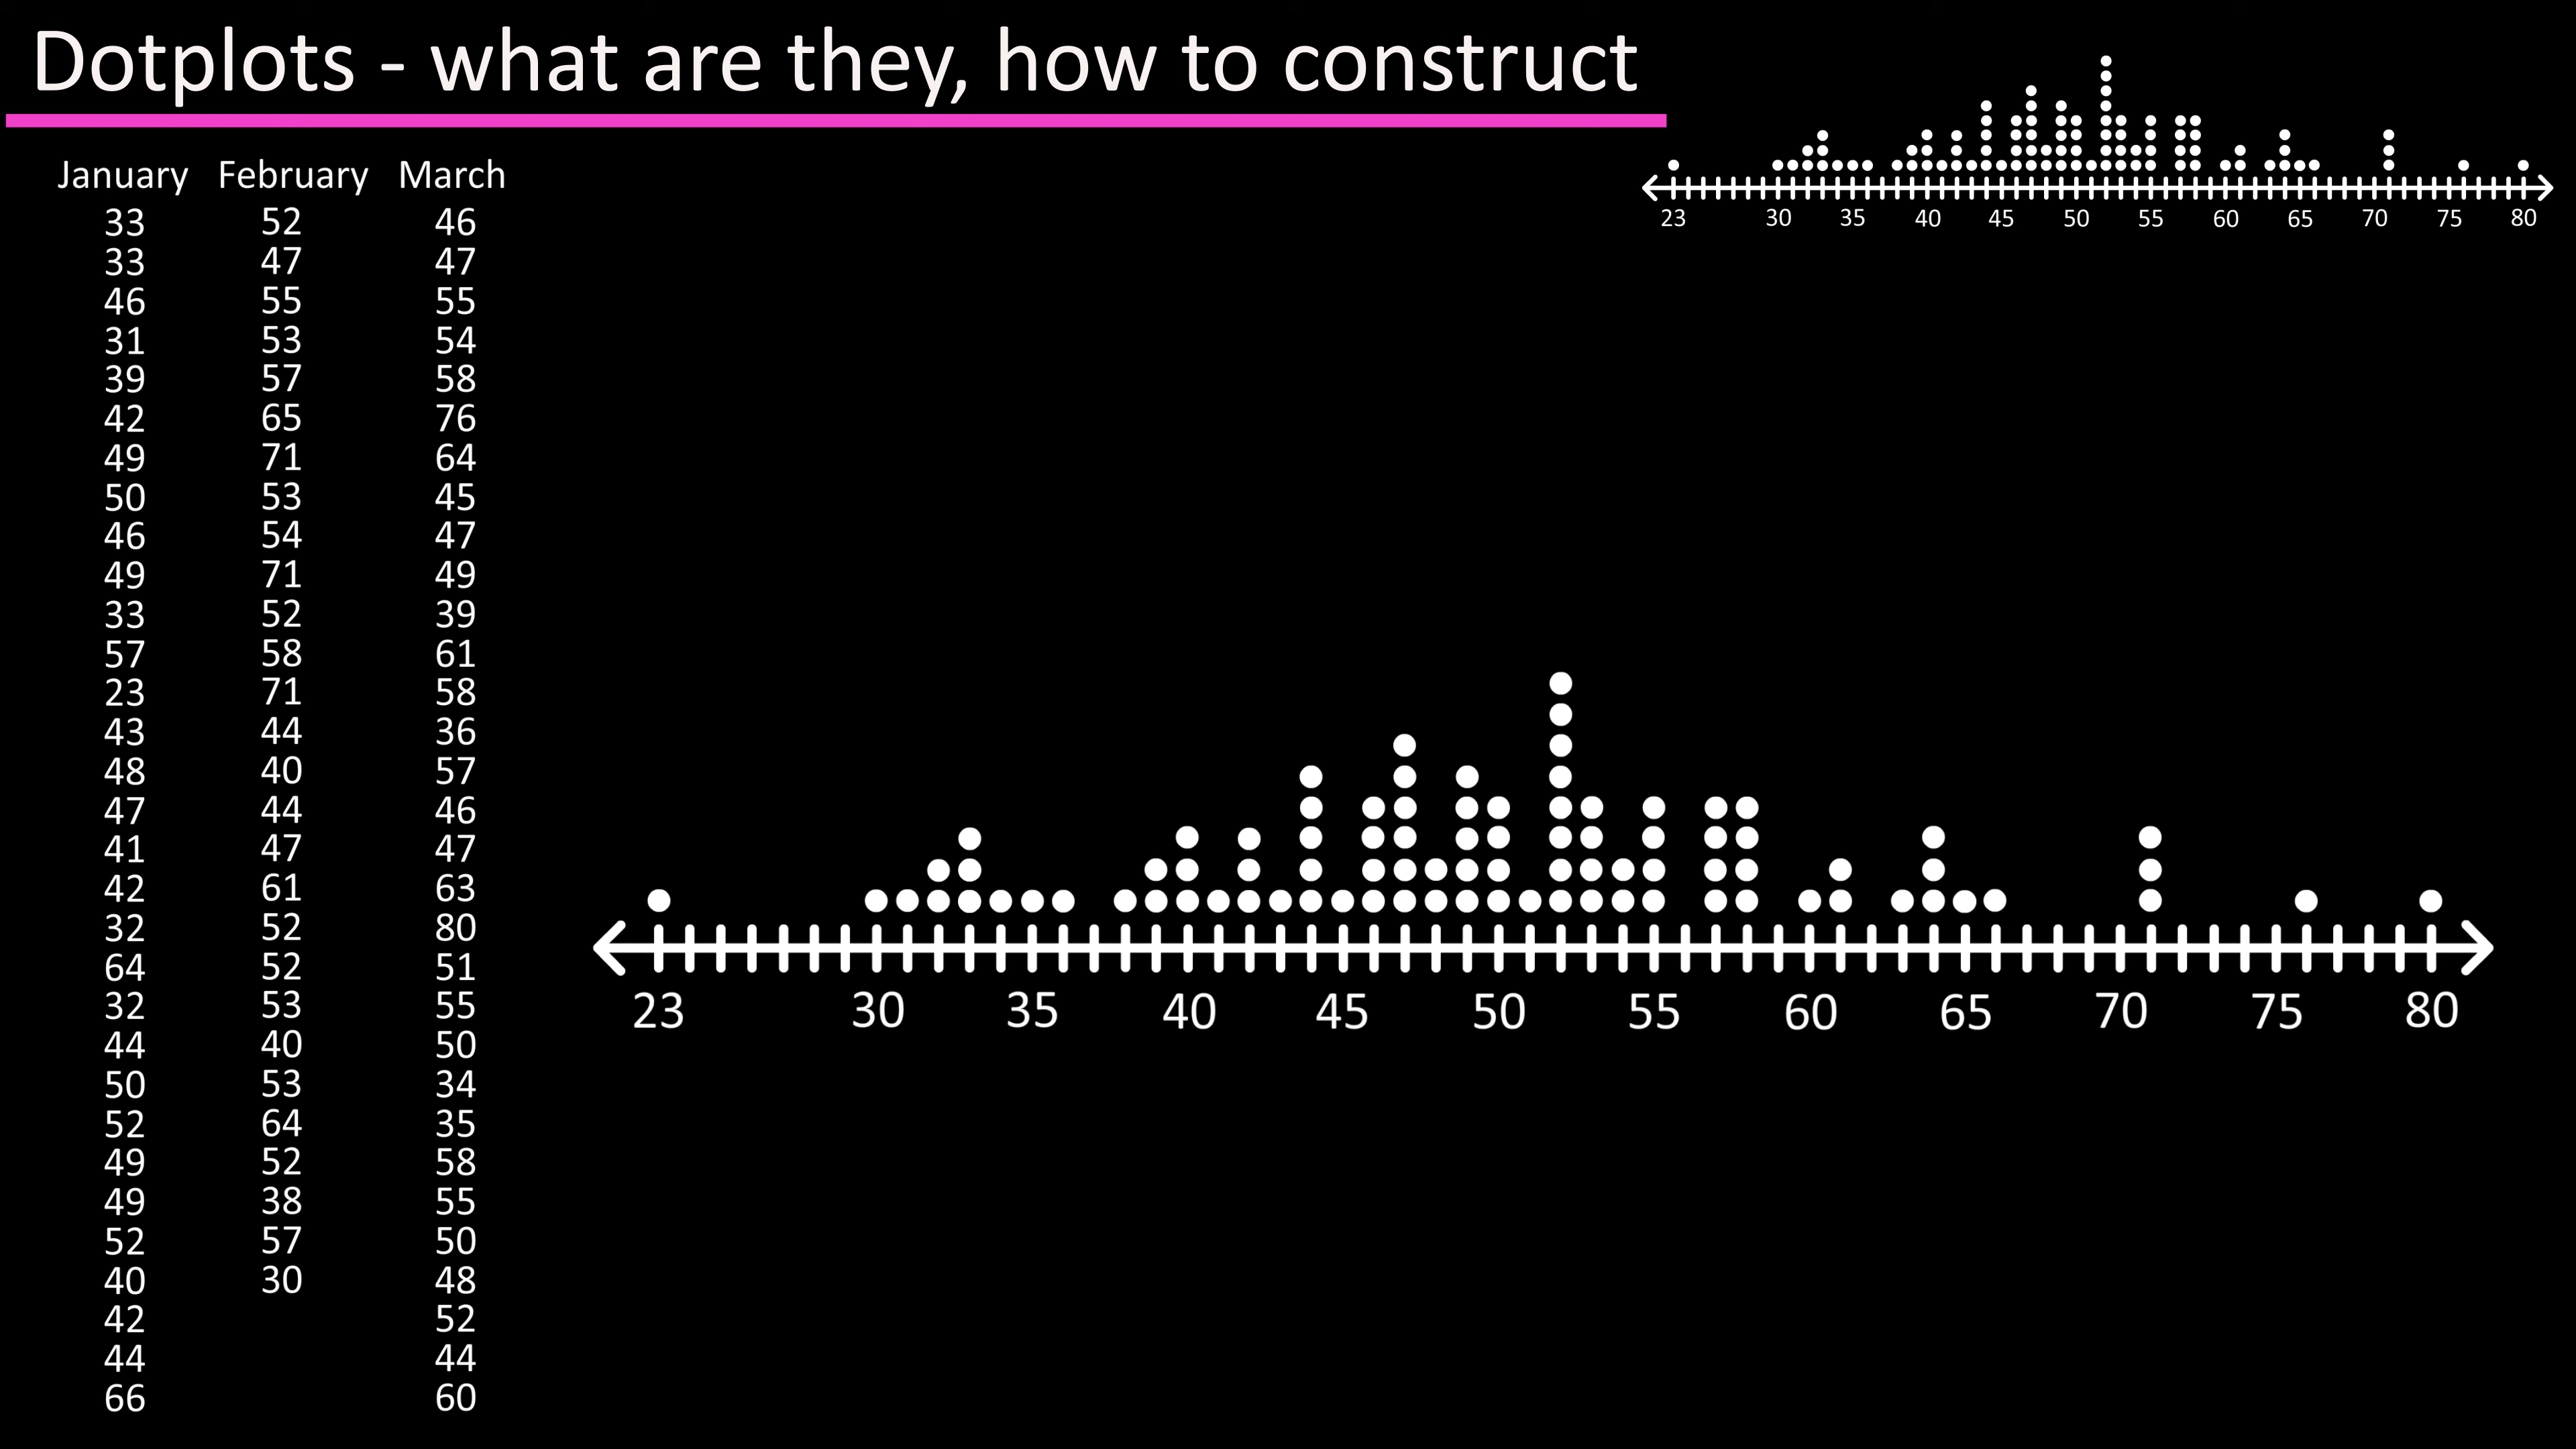 Dotplots - what are they, how to construct
23 30 35 40 45 50 55 60 65 70 75 80
January February March
33 52 46
33 47 47
46 55 55
31 53 54
39 57 58
42 65 76
49 71 64
50 53 45
46 54 47
49 71 49
33 52 39
57 58 61
23 71 58
43 44 36
48 40 57
47 44 46
41 47 47
42 61 63
32 52 80
64 52 51
32 53 55
44 40 50
50 53 34
52 64 35
49 52 58
49 38 55
52 57 50
40 30 48
42 52
44 44
66 60
23 30 35 40 45 50 55 60 65 70 75 80